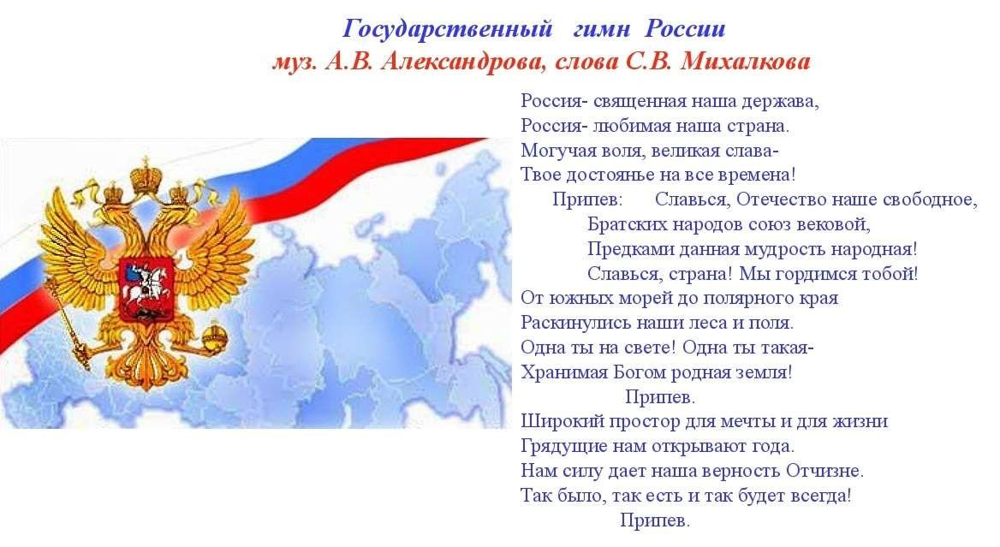 Государственный гимн России
муз. А.В. Александрова, слова С.В. Михалкова
Россия- священная наша держава,
Россия- любимая наша страна.
Могучая воля, великая слава-
Твое достоянье на все времена!
Припев: Славься, Отечество наше свободное,
Братских народов союз вековой,
Предками данная мудрость народная!
Славься, страна! Мы гордимся тобой!
От южных морей до полярного края
Раскинулись наши леса и поля.
Одна ты на свете! Одна ты такая-
Хранимая Богом родная земля!
Припев.
Широкий простор для мечты и для жизни
Грядущие нам открывают года.
Нам силу дает наша верность Отчизне.
Так было, так есть и так будет всегда!
Припев.